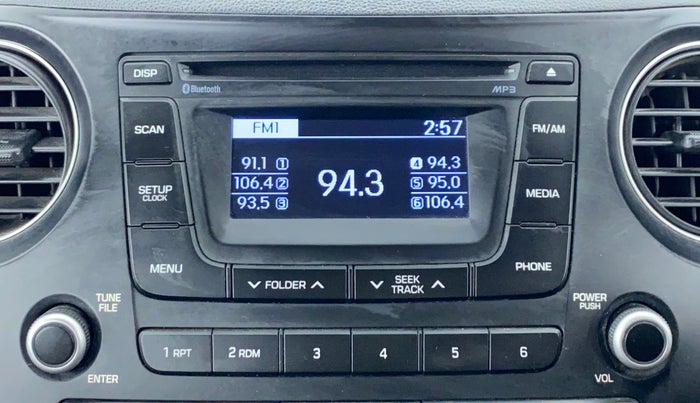 DISP
Bluetooth
MP3
SCAN
FM1
2:57
FM/AM
91.1 1
4 94.3
106.4 2
94.3
5 95.0
93.5 3
6 106.4
SETUP
CLOCK
MEDIA
MENU
FOLDER
SEEK
TRACK
PHONE
TUNE
FILE
POWER
PUSH
1 RPT
2 RDM
3
4
5
6
ENTER
VOL